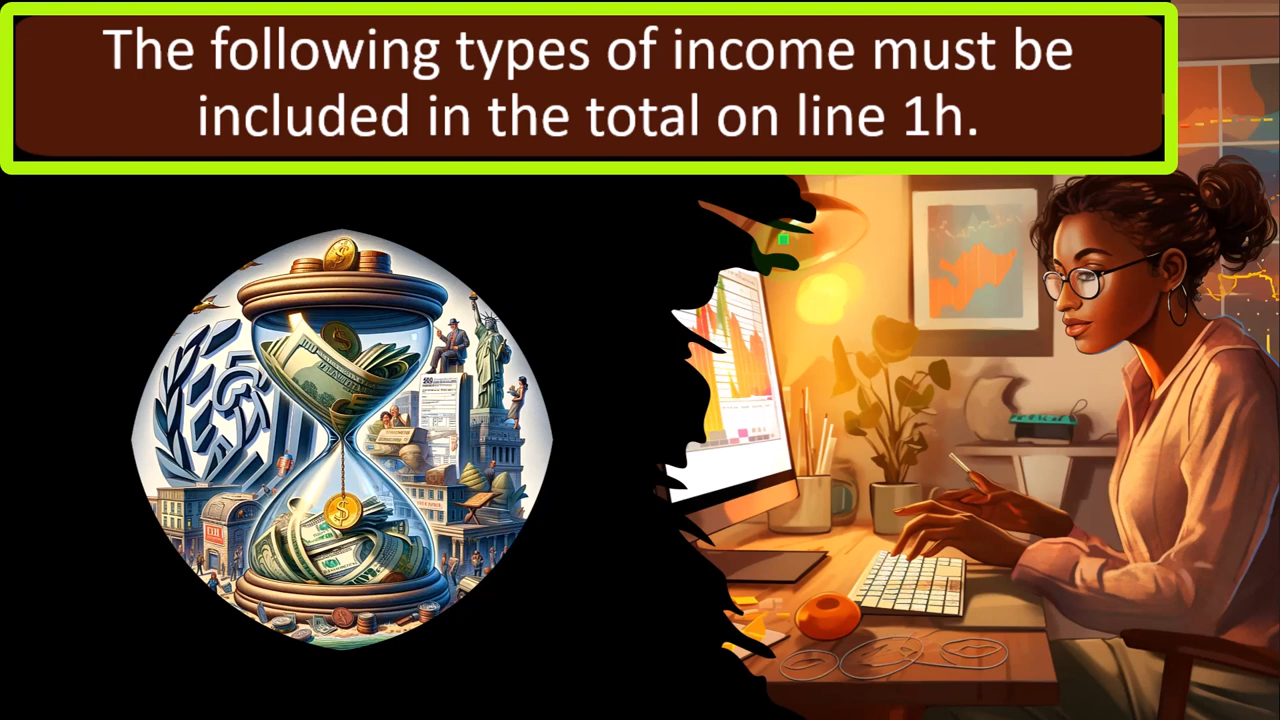 The following types of income must be
included in the total on line 1h.